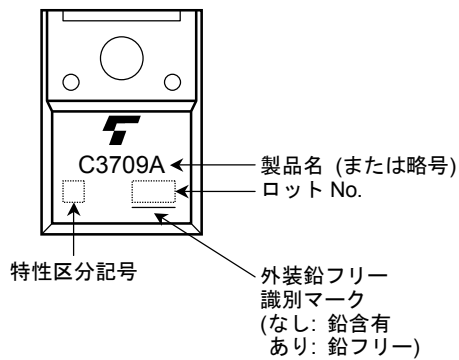 C3709A
製品名 (または略号)
ロット No.
特性区分記号
外装鉛フリー
識別マーク
(なし: 鉛含有
あり: 鉛フリー)